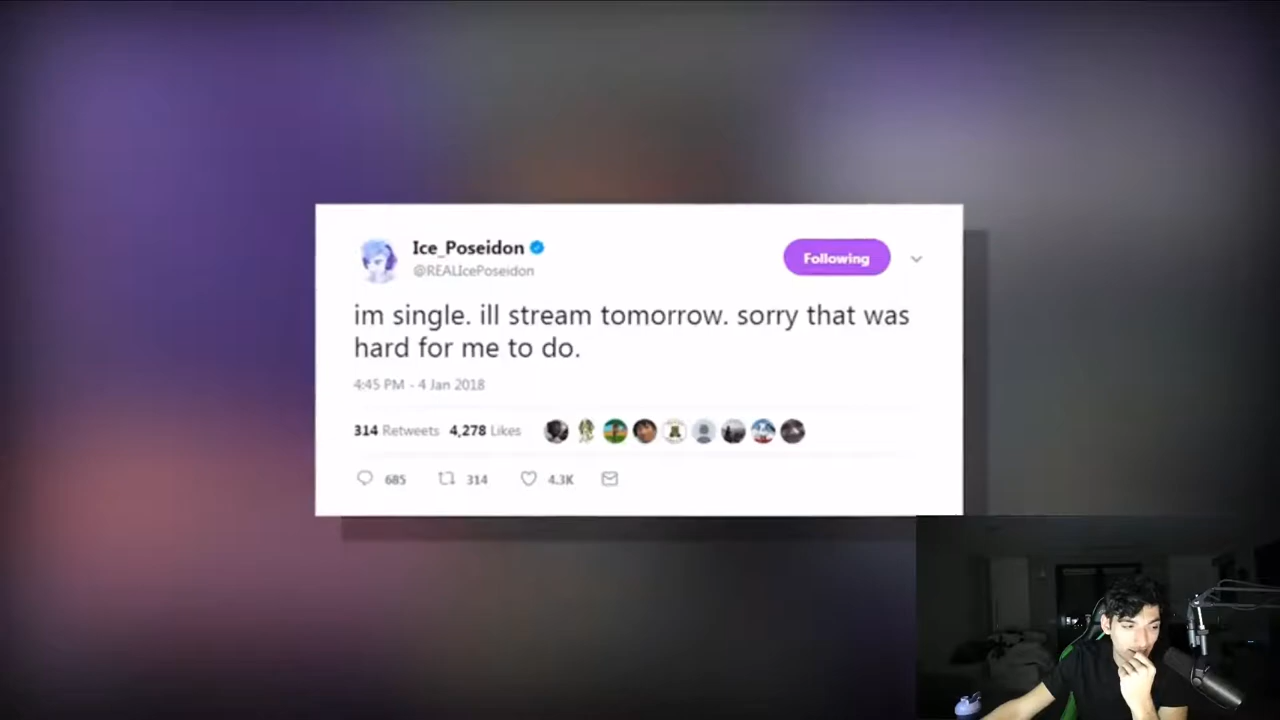 Ice_Poseidon
@REALIcePoseidon
Following
im single. ill stream tomorrow. sorry that was
hard for me to do.
4:45 PM - 4 Jan 2018
314 Retweets 4,278 Likes
685 314 4.3K